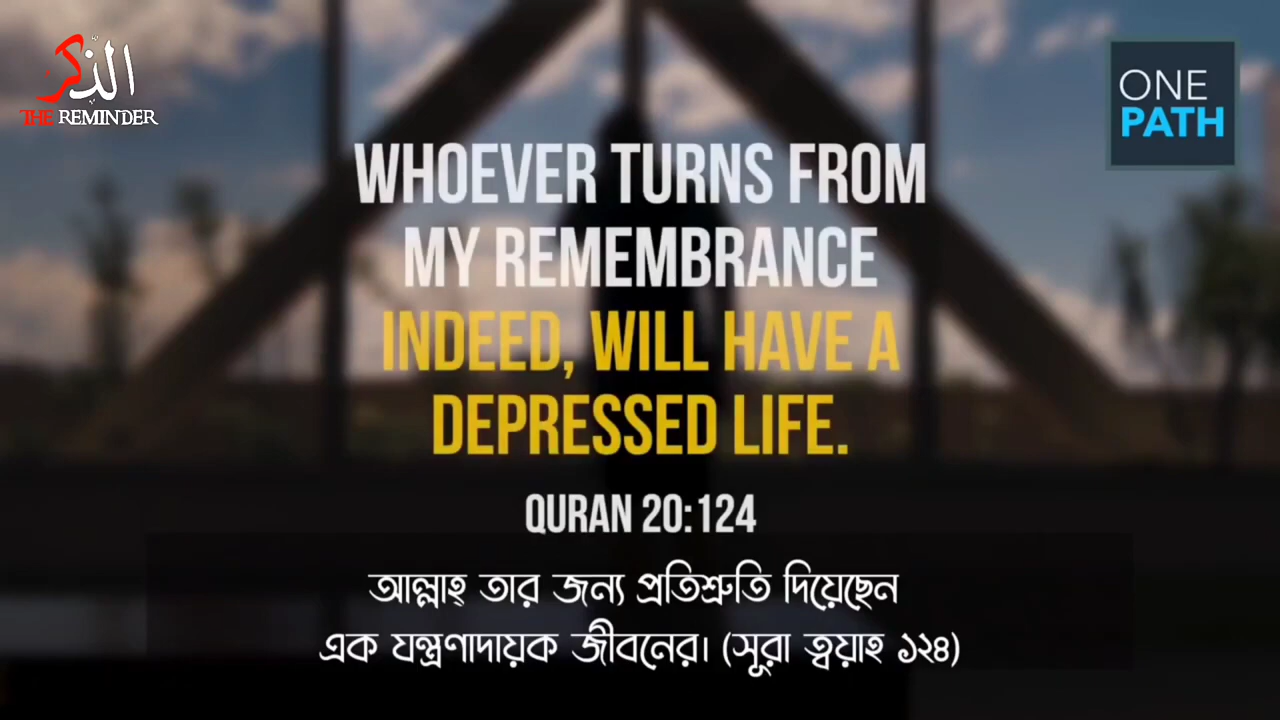 الذكر
THE REMINDER
ONE
PATH
WHOEVER TURNS FROM
MY REMEMBRANCE
INDEED, WILL HAVE A
DEPRESSED LIFE.
QURAN 20:124
আল্লাহ্ তার জন্য প্রতিশ্রুতি দিয়েছেন
এক যন্ত্রণাদায়ক জীবনের। (সূরা ত্বয়াহ ১২৪)